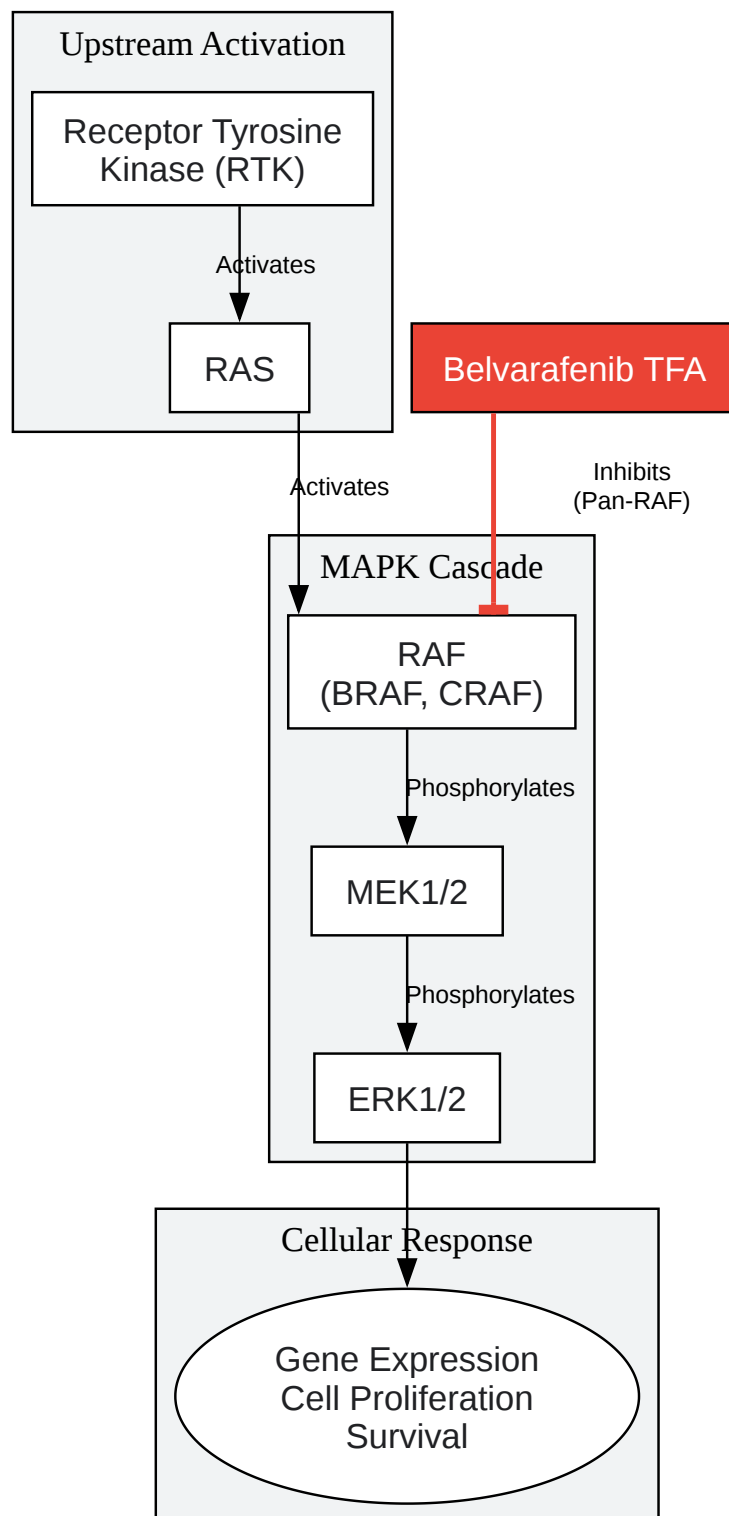 Upstream Activation
Receptor Tyrosine
Kinase (RTK)
Activates
RAS
Belvarafenib TFA
Activates
Inhibits
(Pan-RAF)
MAPK Cascade
RAF
(BRAF, CRAF)
Phosphorylates
MEK1/2
Phosphorylates
ERK1/2
Cellular Response
Gene Expression
Cell Proliferation
Survival